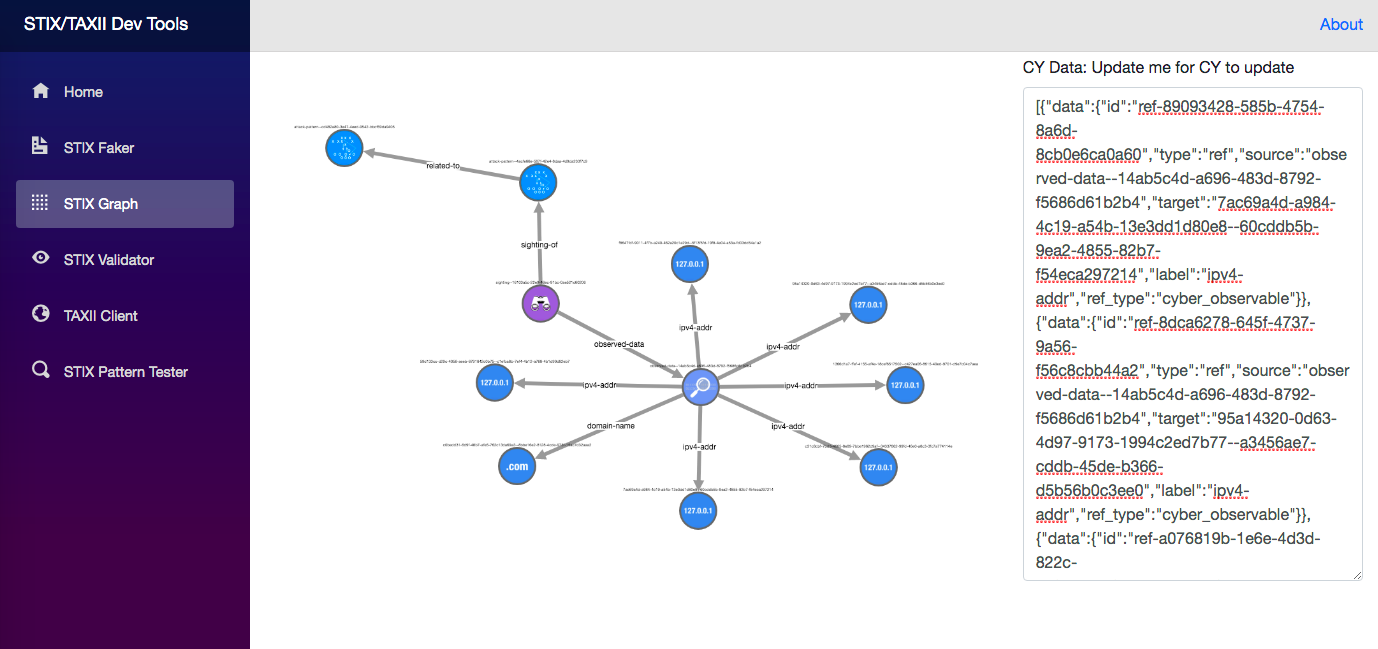 STIX/TAXII Dev Tools
About
Home
STIX Faker
STIX Graph
STIX Validator
TAXII Client
STIX Pattern Tester
related-to
sighting-of
127.0.0.1
127.0.0.1
ipv4-addr
observed-data
ipv4-addr
127.0.0.1
ipv4-addr
ipv4-addr
127.0.0.1
domain-name
ipv4-addr
ipv4-addr
.com
127.0.0.1
127.0.0.1
CY Data: Update me for CY to update
[{"data":{"id":"ref-89093428-585b-4754-
8a6d-
8cb0e6ca0a60","type":"ref","source":"obse
rved-data--14ab5c4d-a696-483d-8792-
f5686d61b2b4","target":"7ac69a4d-a984-
4c19-a54b-13e3dd1d80e8--60cddb5b-
9ea2-4855-82b7-
f54eca297214","label":"ipv4-
addr","ref_type":"cyber_observable"}},
{"data":{"id":"ref-8dca6278-645f-4737-
9a56-
f56c8cbb44a2","type":"ref","source":"obser
ved-data--14ab5c4d-a696-483d-8792-
f5686d61b2b4","target":"95a14320-0d63-
4d97-9173-1994c2ed7b77--a3456ae7-
cddb-45de-b366-
d5b56b0c3ee0","label":"ipv4-
addr","ref_type":"cyber_observable"}},
{"data":{"id":"ref-a076819b-1e6e-4d3d-
822c-